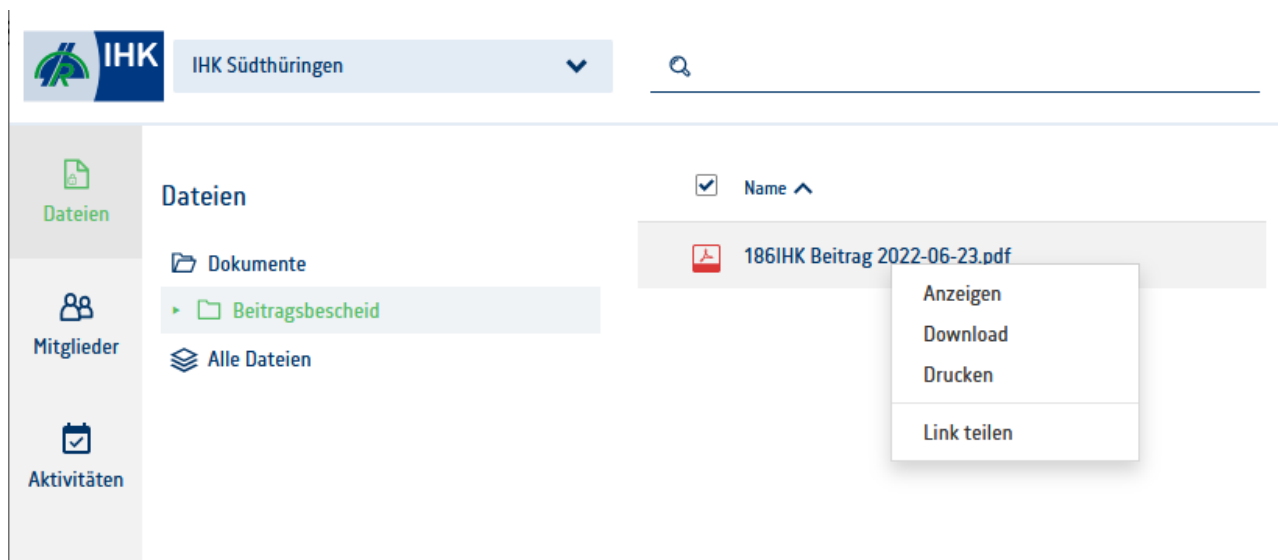 IHK
IHK Südthüringen
Dateien
Mitglieder
Aktivitäten
Dateien
Dokumente
Beitragsbescheid
Alle Dateien
Name
186IHK Beitrag 2022-06-23.pdf
Anzeigen
Download
Drucken
Link teilen